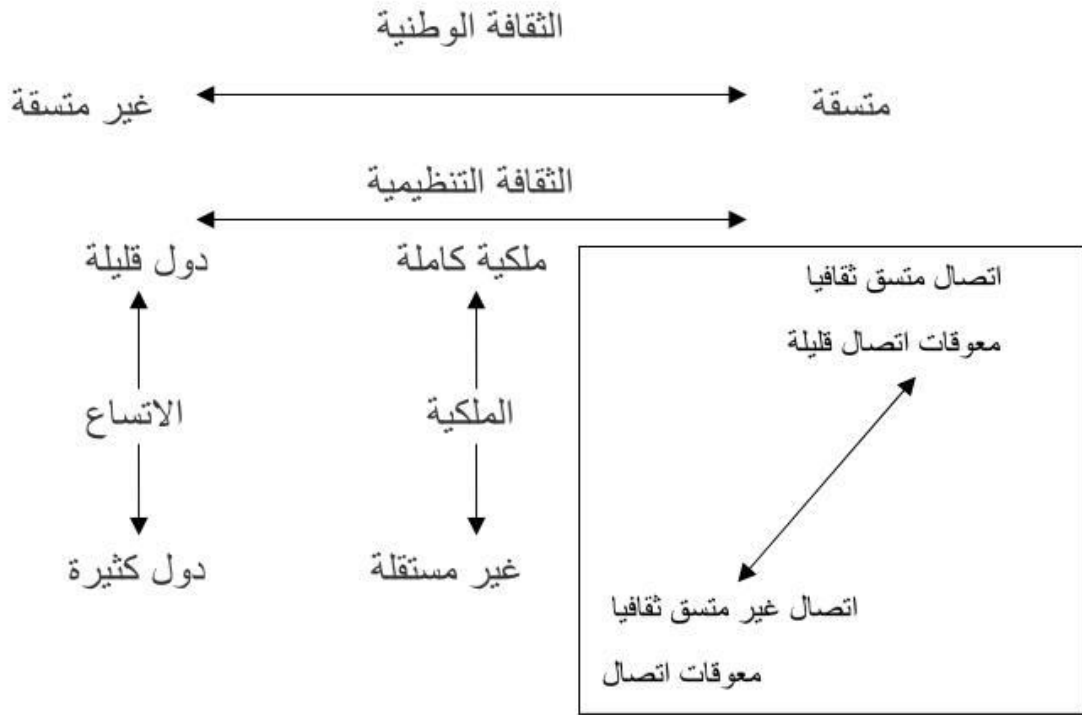 الثقافة الوطنية
متسقة
غير متسقة
الثقافة التنظيمية
ملكية كاملة
دول قليلة
الملكية
الاتساع
غير مستقلة
دول كثيرة
اتصال متسق ثقافيا
معوقات اتصال قليلة
اتصال غير متسق ثقافيا
معوقات اتصال